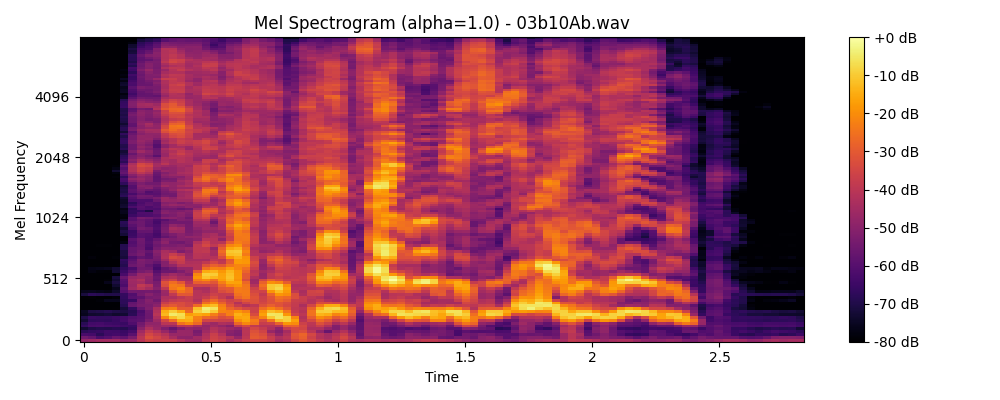 Mel Spectrogram (alpha=1.0) - 03b10Ab.wav
Mel Frequency
4096
2048
1024
512
0
0
0.5
1
1.5
2
2.5
Time
+0 dB
-10 dB
-20 dB
-30 dB
-40 dB
-50 dB
-60 dB
-70 dB
-80 dB